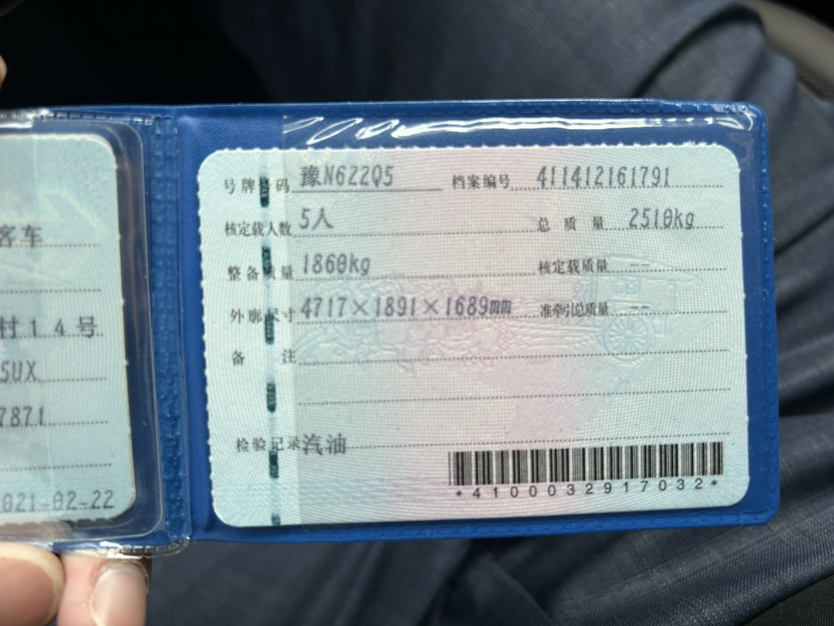 客车
村14号
5UX
7871
021-02-22
号牌号码 豫N622Q5 档案编号 411412161791
核定载人数 5人 总质量 2510kg
整备质量 1860kg 核定载质量 --
外廓尺寸 4717×1891×1689mm 准牵引总质量 --
备注
检验记录 汽油
*4100032917032*